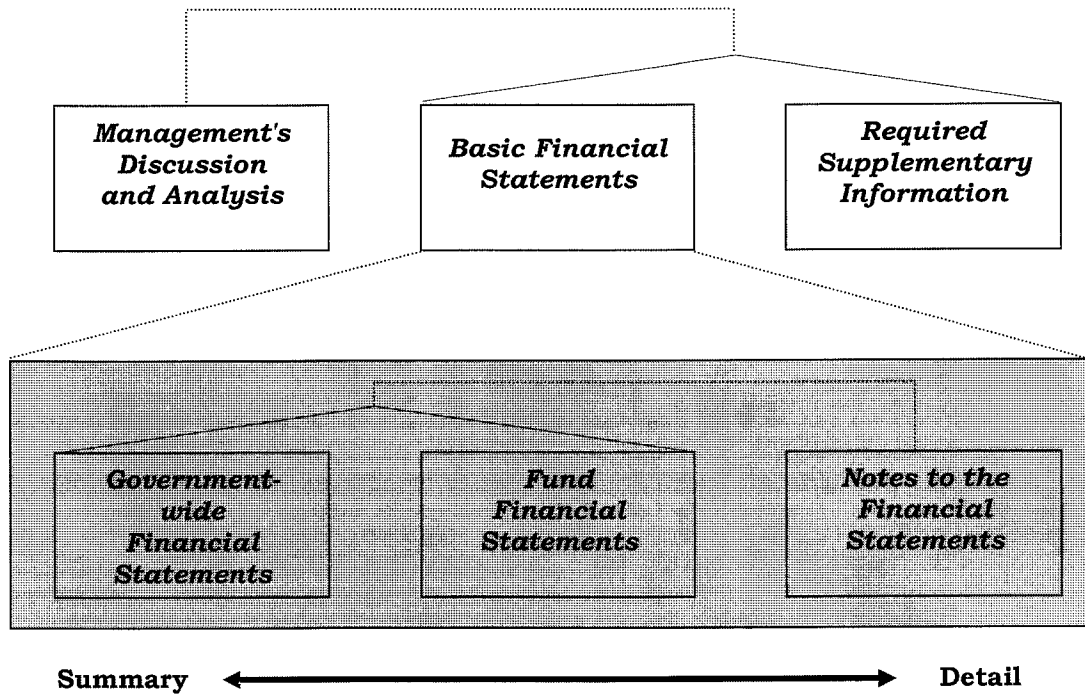 Management's
Discussion
and Analysis
Basic Financial
Statements
Required
Supplementary
Information
Government-
wide
Financial
Statements
Fund
Financial
Statements
Notes to the
Financial
Statements
Summary
Detail